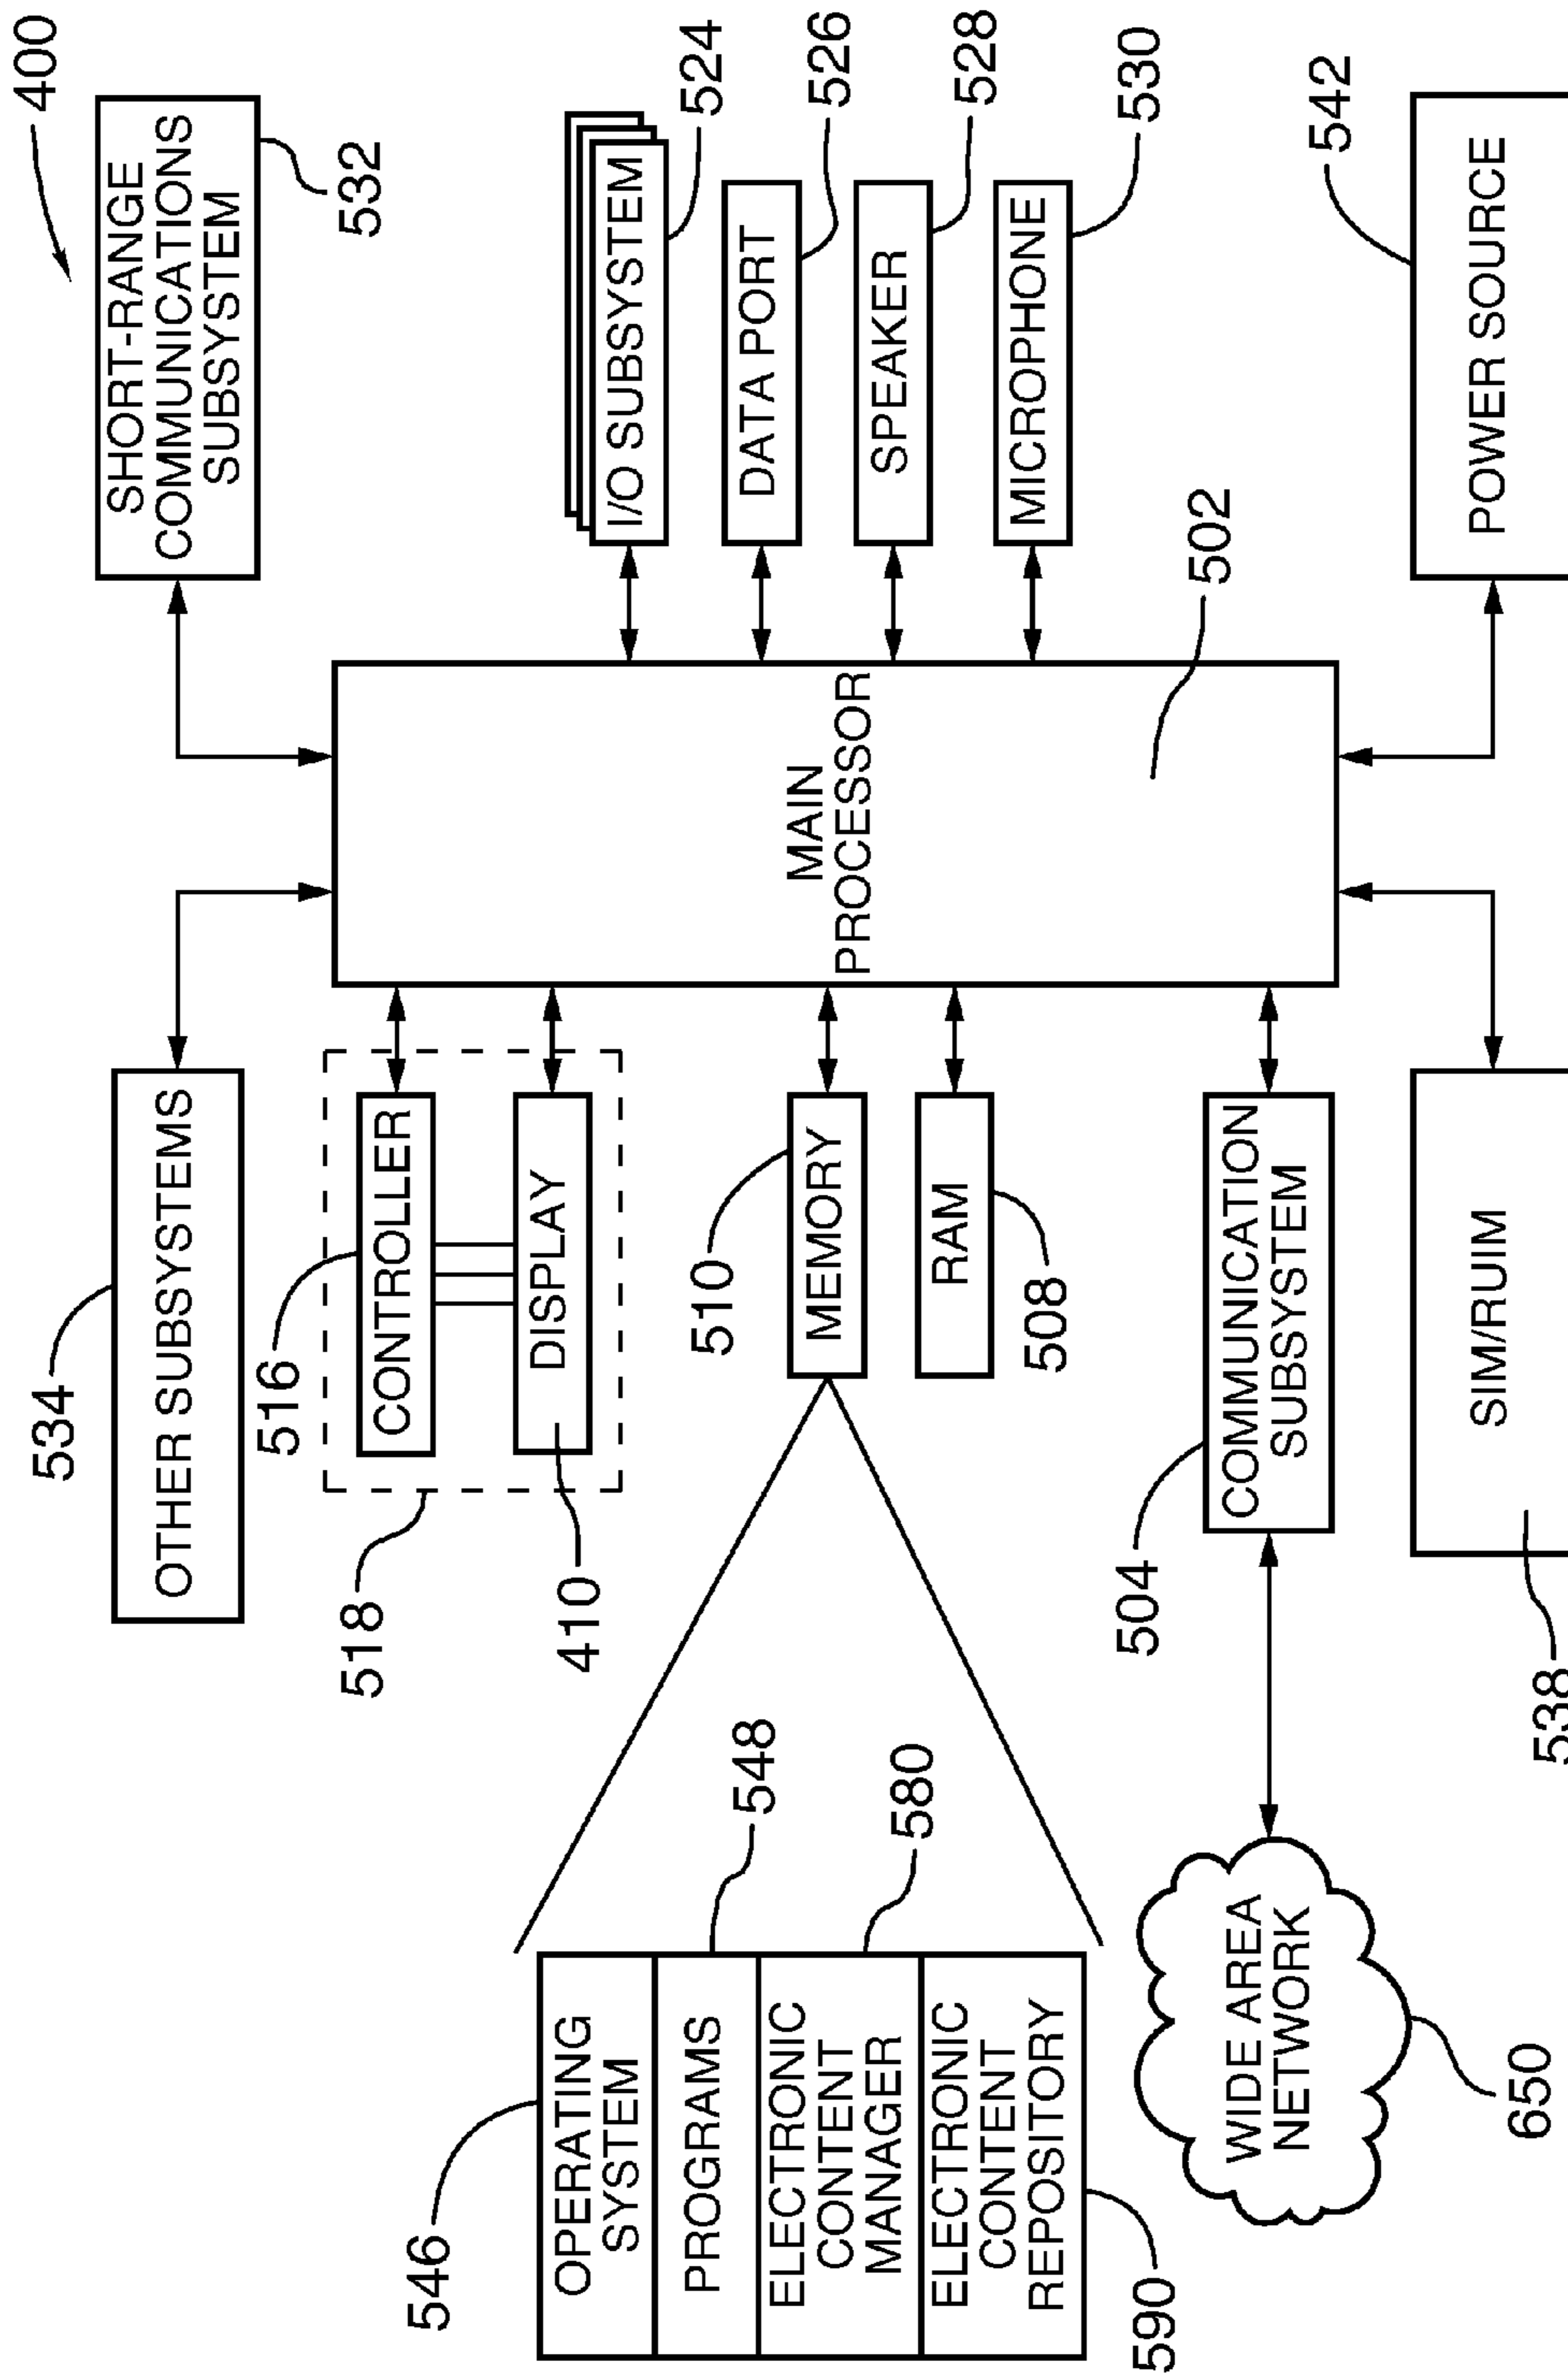 400
534
OTHER SUBSYSTEMS
SHORT-RANGE
COMMUNICATIONS
SUBSYSTEM
532
516
CONTROLLER
518
DISPLAY
410
I/O SUBSYSTEM
524
546
OPERATING
SYSTEM
PROGRAMS
548
ELECTRONIC
CONTENT
MANAGER
580
ELECTRONIC
CONTENT
REPOSITORY
590
510
MEMORY
RAM
508
MAIN
PROCESSOR
502
DATA PORT
526
SPEAKER
528
MICROPHONE
530
WIDE AREA
NETWORK
650
504
COMMUNICATION
SUBSYSTEM
SIM/RUIM
538
POWER SOURCE
542